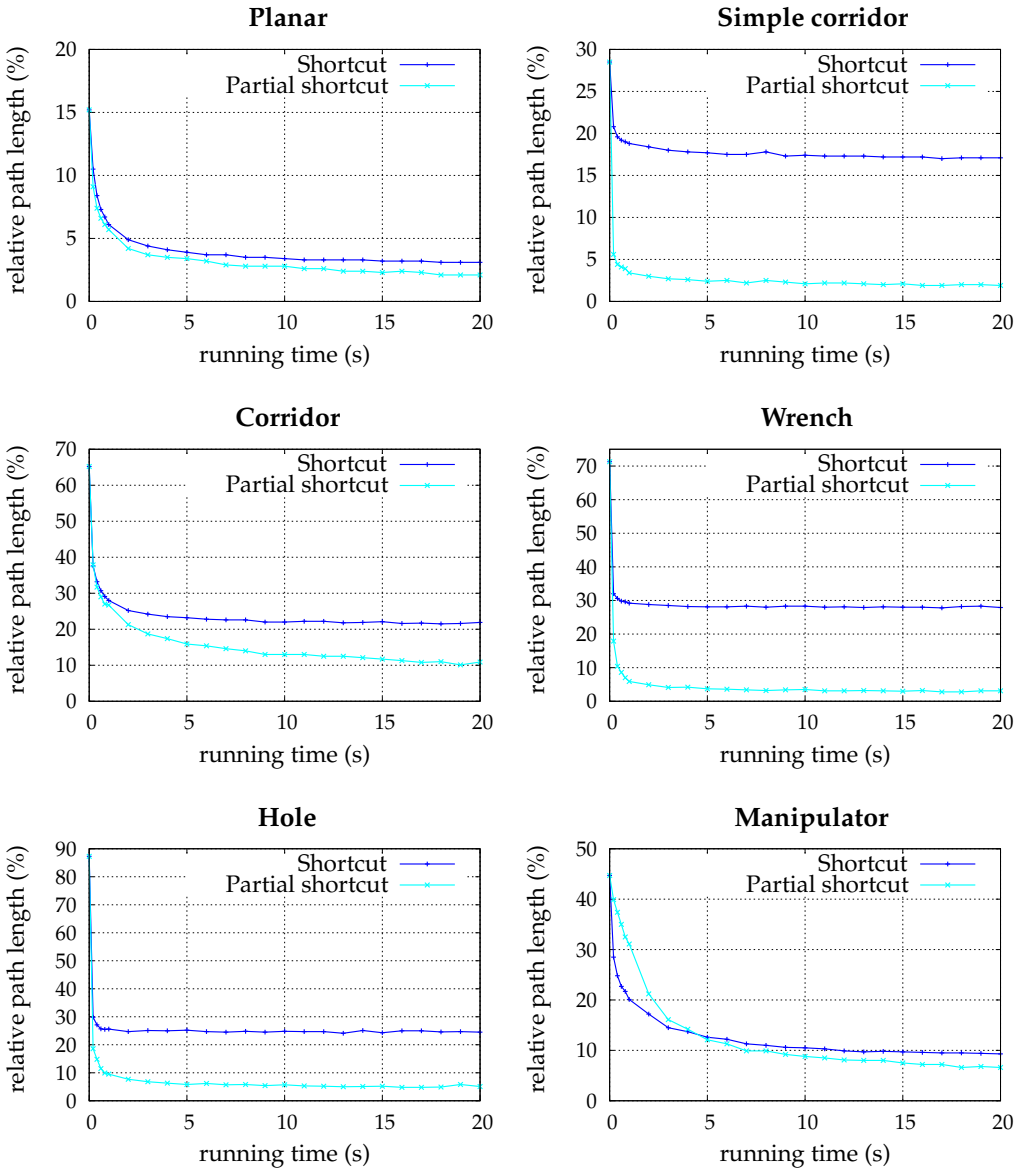 Planar
relative path length (%)
20
15
10
5
0
Shortcut
Partial shortcut
0 5 10 15 20
running time (s)
Simple corridor
relative path length (%)
30
25
20
15
10
5
0
Shortcut
Partial shortcut
0 5 10 15 20
running time (s)
Corridor
relative path length (%)
70
60
50
40
30
20
10
0
Shortcut
Partial shortcut
0 5 10 15 20
running time (s)
Wrench
relative path length (%)
70
60
50
40
30
20
10
0
Shortcut
Partial shortcut
0 5 10 15 20
running time (s)
Hole
relative path length (%)
90
80
70
60
50
40
30
20
10
0
Shortcut
Partial shortcut
0 5 10 15 20
running time (s)
Manipulator
relative path length (%)
50
40
30
20
10
0
Shortcut
Partial shortcut
0 5 10 15 20
running time (s)